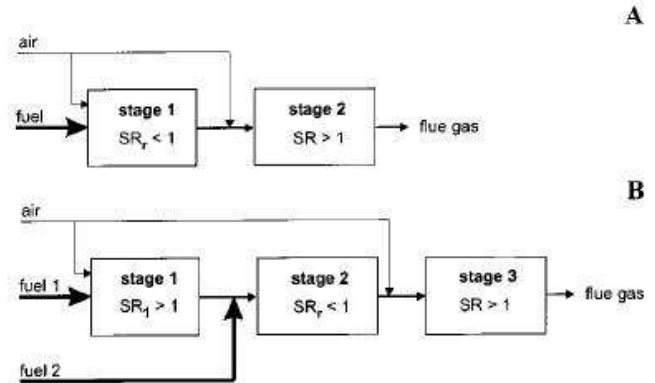 A
air
fuel
stage 1
SRr < 1
stage 2
SR > 1
flue gas
B
air
fuel 1
stage 1
SR1 > 1
stage 2
SRr < 1
stage 3
SR > 1
flue gas
fuel 2